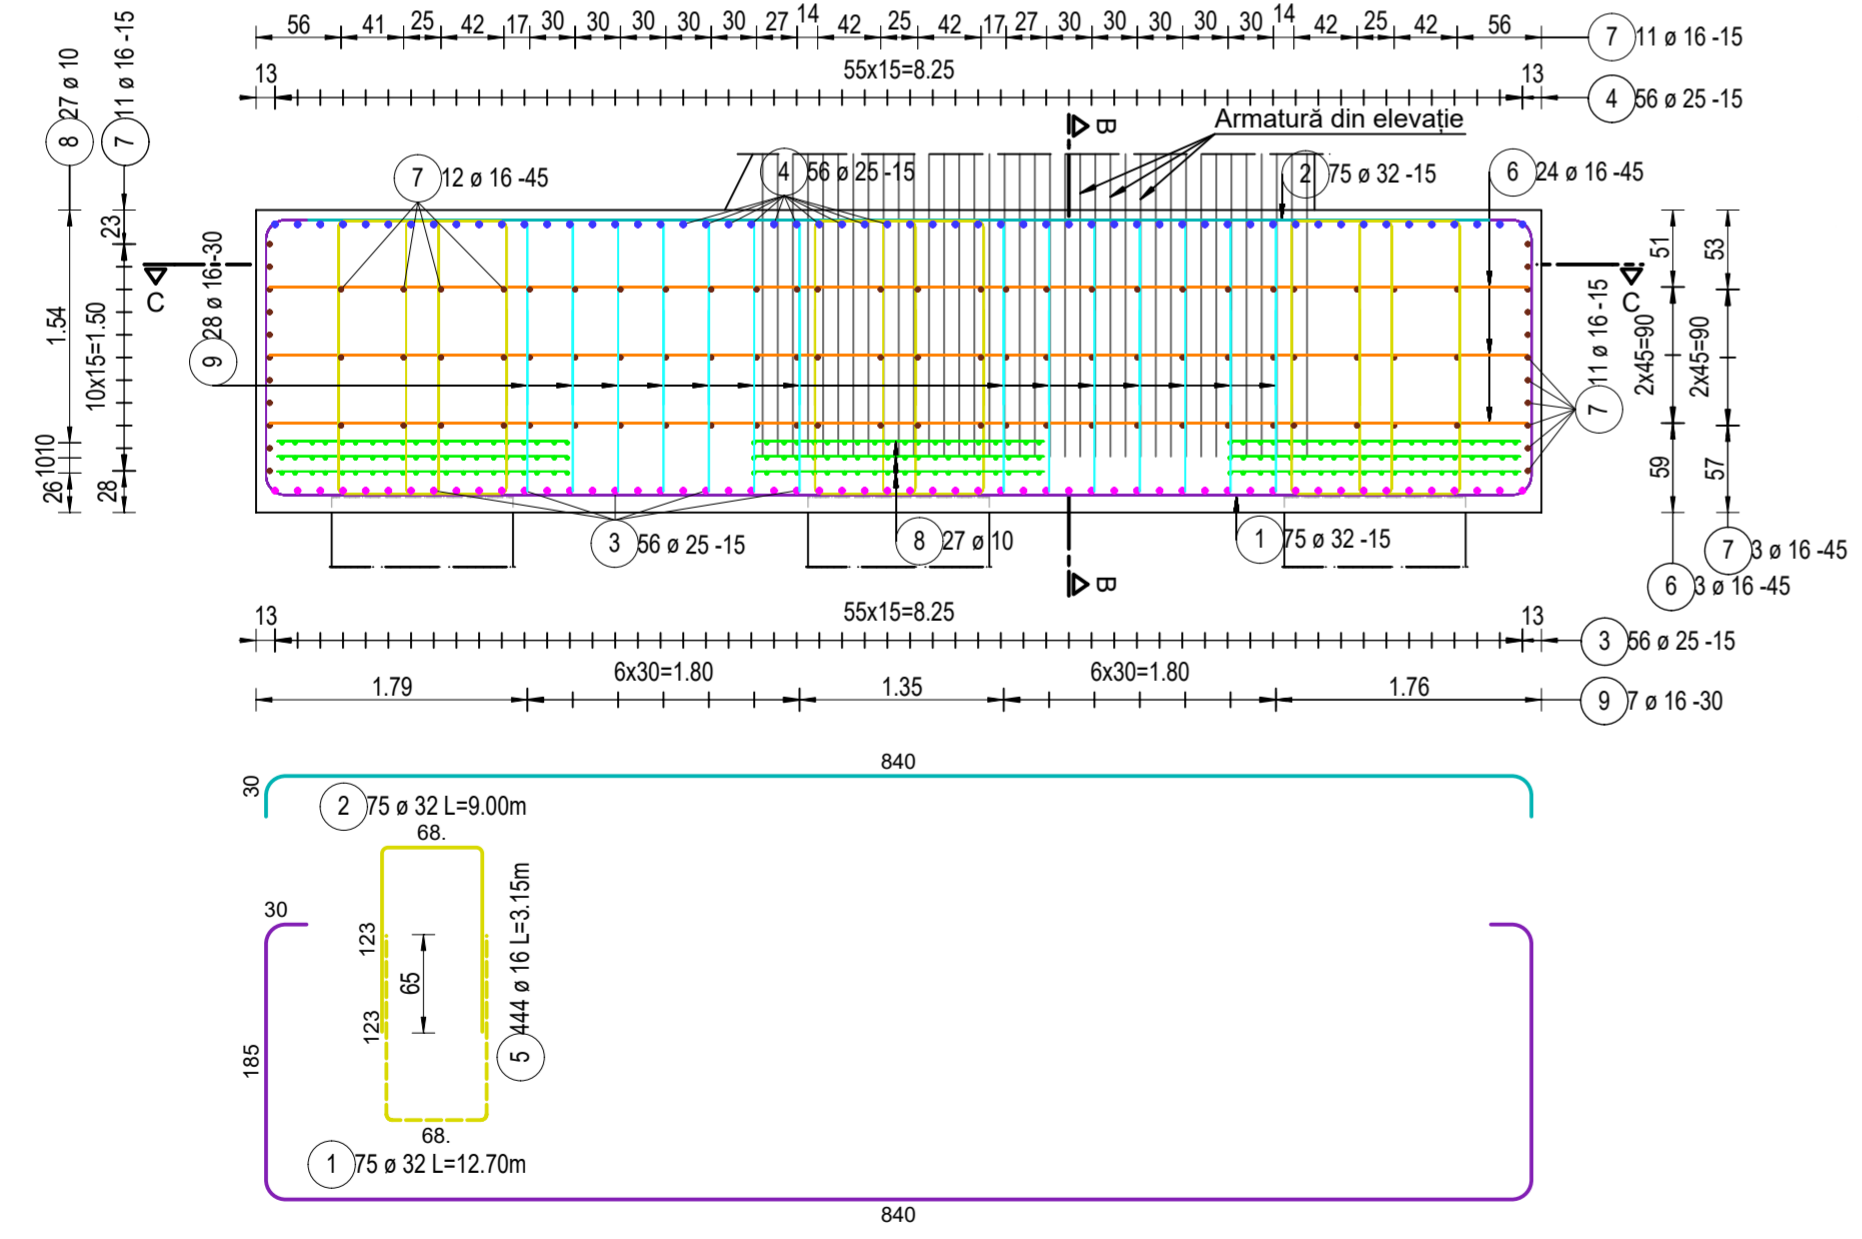 56 41 25 42 17 30 30 30 30 30 27 14 42 25 42 17 27 30 30 30 30 30 14 42 25 42 56
7 11 ø 16 -15
13 55x15=8.25 13
4 56 ø 25 -15
8 27 ø 10
7 11 ø 16 -15
B
Armatură din elevație
7 12 ø 16 -45
4 56 ø 25 -15
2 75 ø 32 -15
6 24 ø 16 -45
23
1.54
10x15=1.50
1010
26
28
C
9 28 ø 16 -30
C
51
53
11 ø 16 -15
7
2x45=90
2x45=90
59
57
3 56 ø 25 -15
8 27 ø 10
1 75 ø 32 -15
B
7 3 ø 16 -45
6 3 ø 16 -45
13 55x15=8.25 13
3 56 ø 25 -15
1.79 6x30=1.80 1.35 6x30=1.80 1.76
9 7 ø 16 -30
840
30
2 75 ø 32 L=9.00m
68.
123
65
123
5 444 ø 16 L=3.15m
68.
30
185
1 75 ø 32 L=12.70m
840